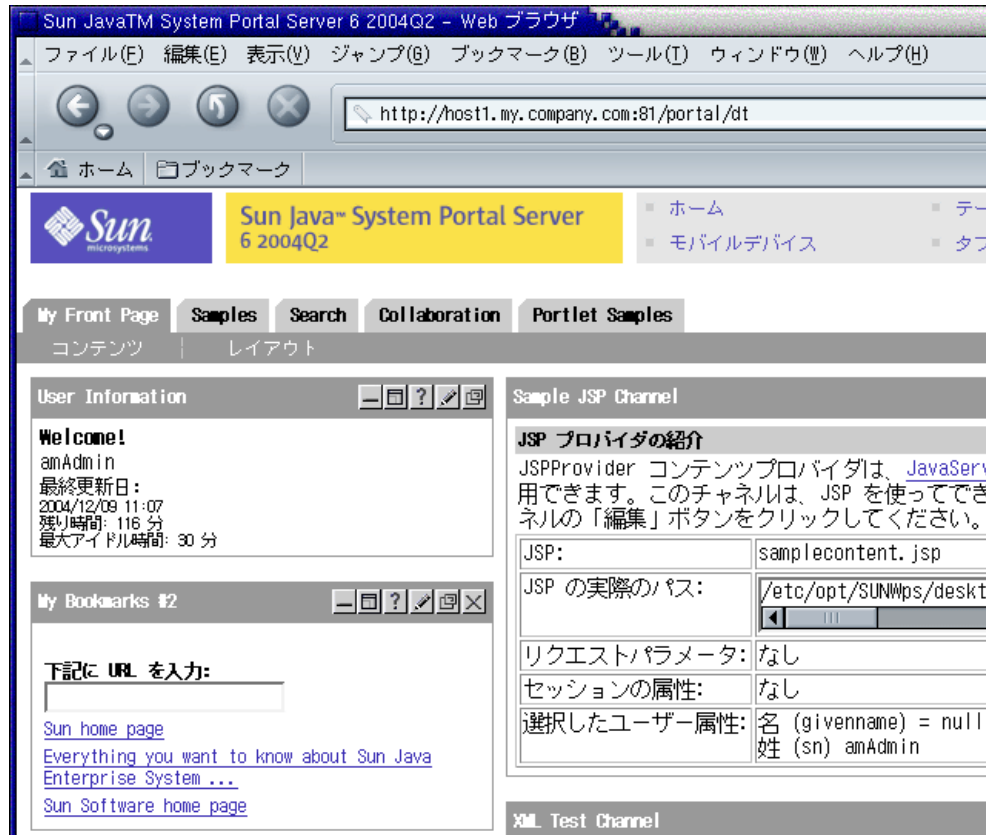 Sun JavaTM System Portal Server 6 2004Q2 - Web ブラウザ
ファイル(F) 編集(E) 表示(V) ジャンプ(G) ブックマーク(B) ツール(T) ウィンドウ(W) ヘルプ(H)
http://host1.my.company.com:81/portal/dt
ホーム ブックマーク
Sun microsystems
Sun Java™ System Portal Server
6 2004Q2
ホーム
モバイルデバイス
My Front Page Samples Search Collaboration Portlet Samples
コンテンツ レイアウト
User Information
Welcome!
amAdmin
最終更新日:
2004/12/09 11:07
残り時間: 116 分
最大アイドル時間: 30 分
My Bookmarks #2
下記に URL を入力:
Sun home page
Everything you want to know about Sun Java
Enterprise System ...
Sun Software home page
Sample JSP Channel
JSP プロバイダの紹介
JSPProvider コンテンツプロバイダは、JavaServ
用できます。このチャネルは、JSP を使ってでき
ネルの「編集」ボタンをクリックしてください。
JSP: samplecontent.jsp
JSP の実際のパス: /etc/opt/SUNWps/deskt
リクエストパラメータ: なし
セッションの属性: なし
選択したユーザー属性: 名 (givenname) = null
姓 (sn) amAdmin
XML Test Channel